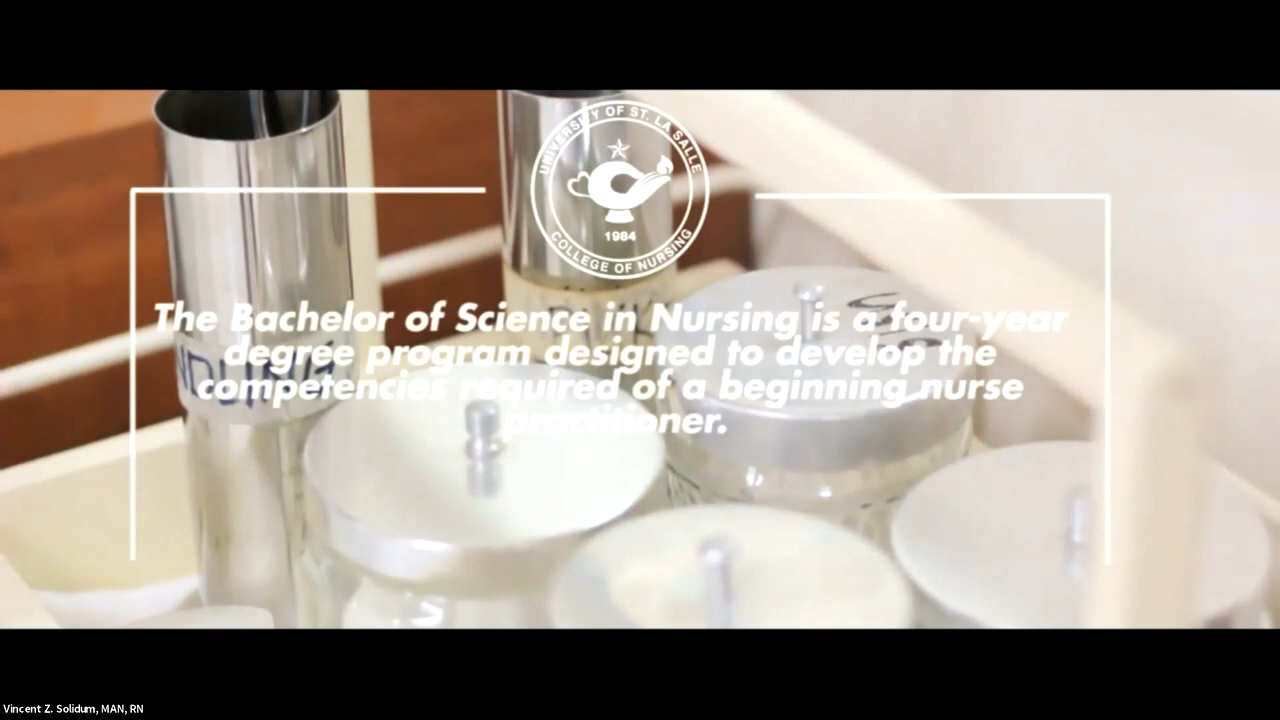 UNIVERSITY OF ST. LA SALLE
1984
COLLEGE OF NURSING
The Bachelor of Science in Nursing is a four-year
degree program designed to develop the
competencies required of a beginning nurse
practitioner.
Vincent Z. Solidum, MAN, RN